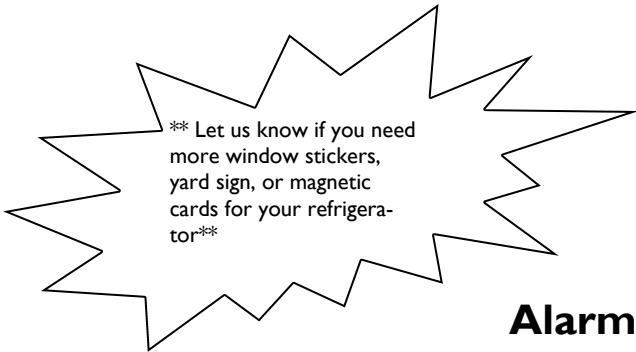 ** Let us know if you need
more window stickers,
yard sign, or magnetic
cards for your refrigera-
tor**
Alarm